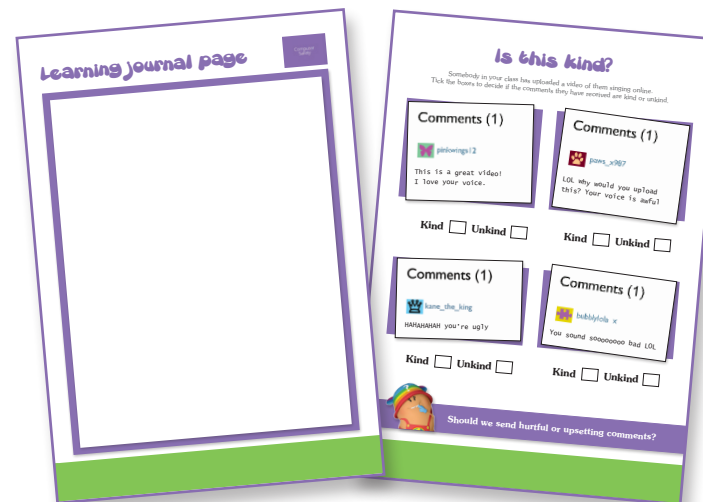 Learning journal page
Is this kind?
Somebody in your class has uploaded a video of them singing online.
Tick the boxes to decide if the comments they have received are kind or unkind.
Comments (1)
pinkwings12
This is a great video!
I love your voice.
Kind Unkind
Comments (1)
paws_x987
LOL why would you upload
this? Your voice is awful
Kind Unkind
Comments (1)
kane_the_king
HAHAHAHAH you're ugly
Kind Unkind
Comments (1)
bubblylola x
You sound sooooooo bad LOL
Kind Unkind
Should we send hurtful or upsetting comments?